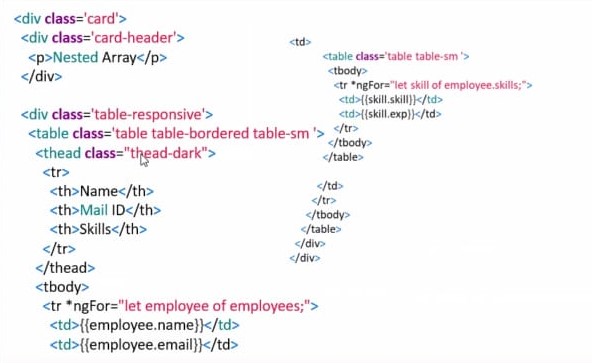 <div class='card'>
<div class='card-header'>
<p>Nested Array</p>
</div>
<div class='table-responsive'>
<table class='table table-bordered table-sm '>
<thead class="thead-dark">
<tr>
<th>Name</th>
<th>Mail ID</th>
<th>Skills</th>
</tr>
</thead>
<tbody>
<tr *ngFor="let employee of employees;">
<td>{{employee.name}}</td>
<td>{{employee.email}}</td>
<td>
<table class='table table-sm '>
<tbody>
<tr *ngFor="let skill of employee.skills;">
<td>{{skill.skill}}</td>
<td>{{skill.exp}}</td>
</tr>
</tbody>
</table>
</td>
</tr>
</tbody>
</table>
</div>
</div>